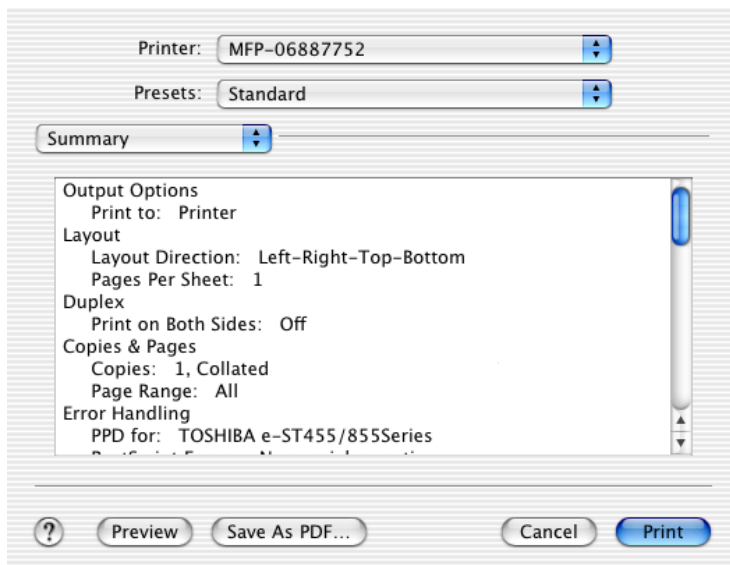 Printer: MFP-06887752
Presets: Standard
Summary
Output Options
Print to: Printer
Layout
Layout Direction: Left-Right-Top-Bottom
Pages Per Sheet: 1
Duplex
Print on Both Sides: Off
Copies & Pages
Copies: 1, Collated
Page Range: All
Error Handling
PPD for: TOSHIBA e-ST455/855Series
? Preview Save As PDF... Cancel Print